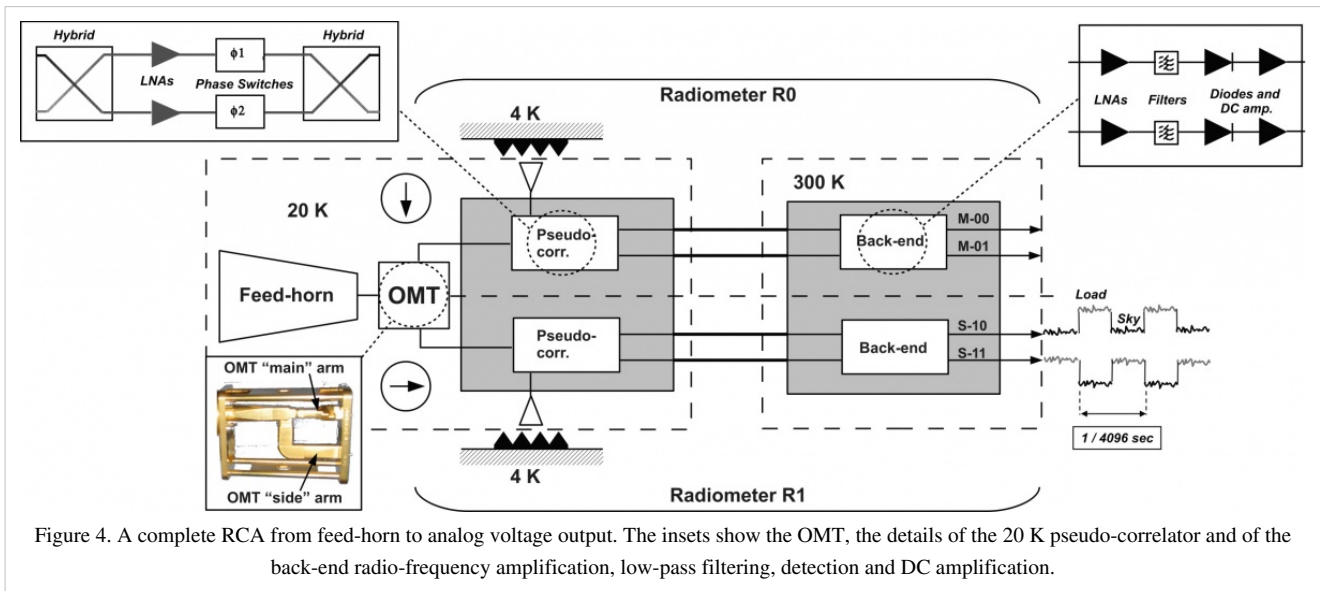 Hybrid
Hybrid
ϕ1
LNAs
Phase Switches
ϕ2
Radiometer R0
LNAs
Filters
Diodes and
DC amp.
4 K
20 K
300 K
Pseudo-
corr.
Back-end
M-00
M-01
Feed-horn
OMT
Load
Sky
Pseudo-
corr.
Back-end
S-10
S-11
OMT “main” arm
OMT “side” arm
1 / 4096 sec
4 K
Radiometer R1
Figure 4. A complete RCA from feed-horn to analog voltage output. The insets show the OMT, the details of the 20 K pseudo-correlator and of the
back-end radio-frequency amplification, low-pass filtering, detection and DC amplification.